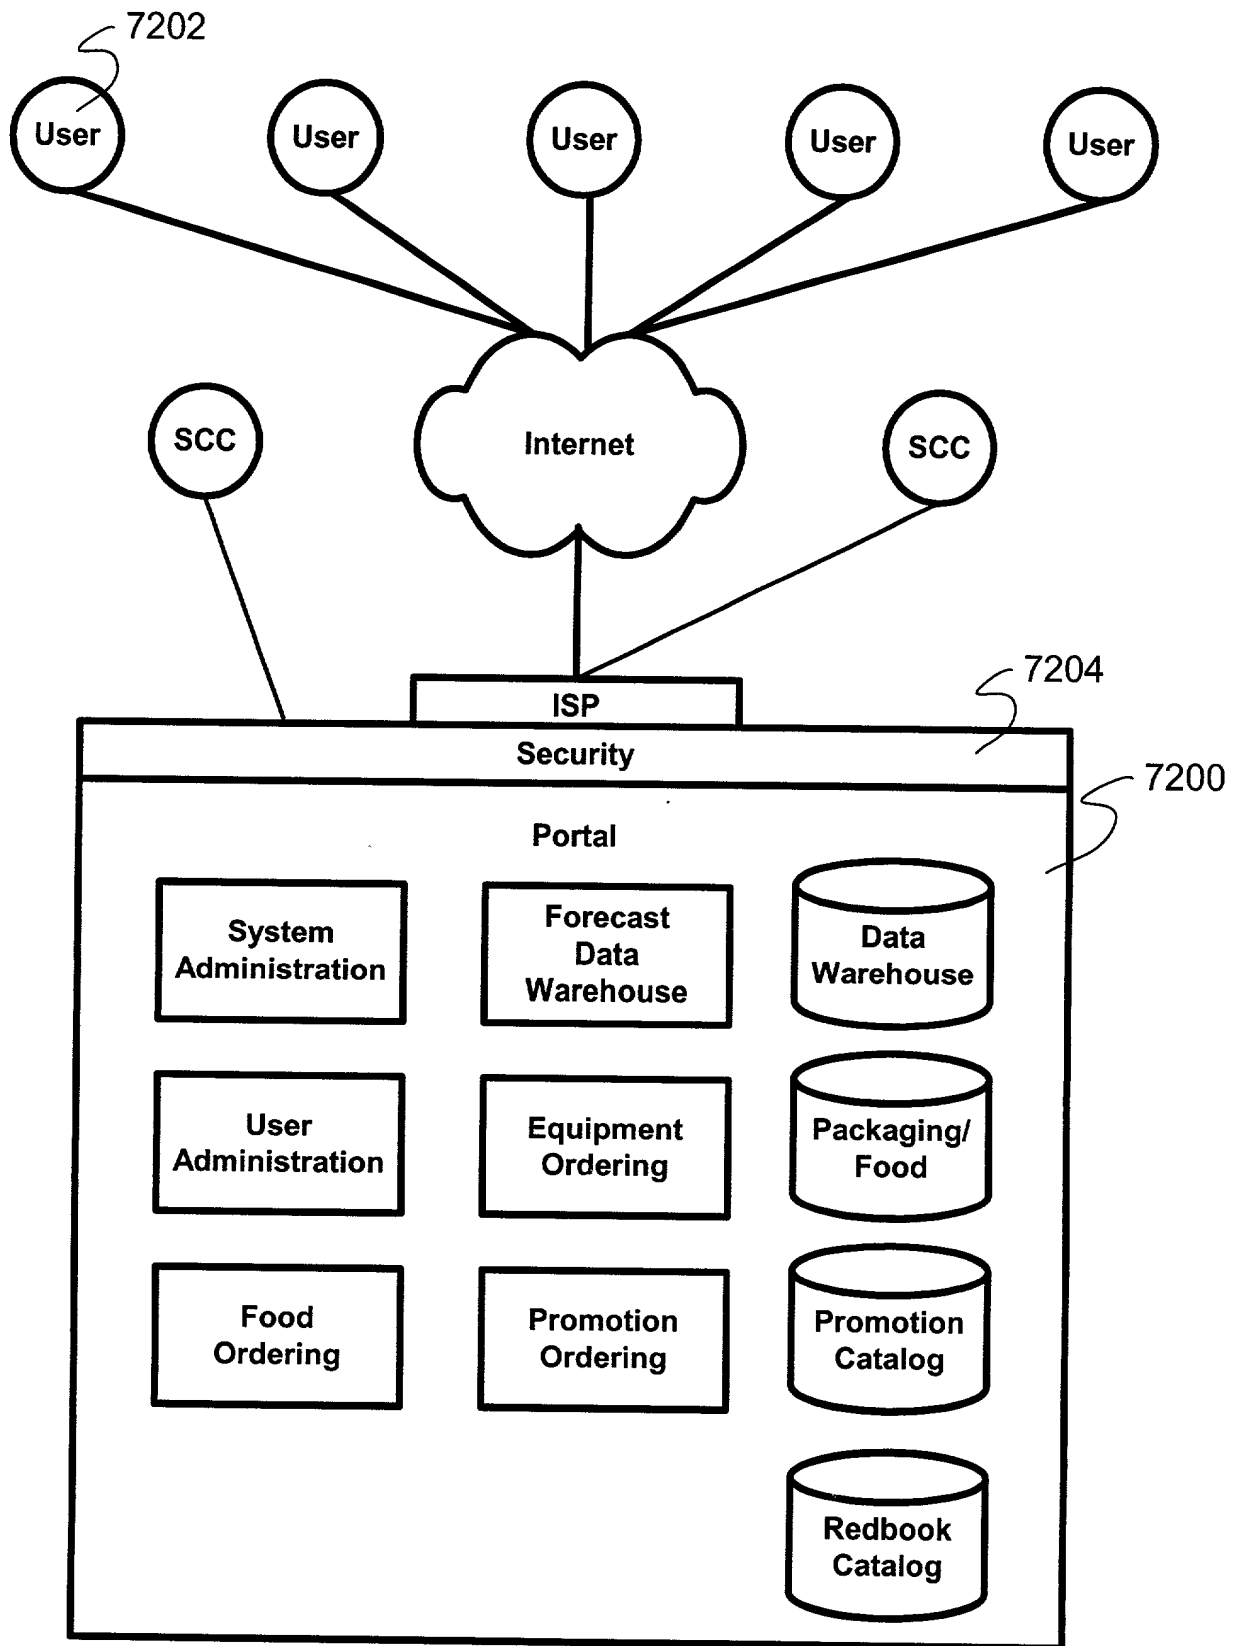 7202
User
User
User
User
User
SCC
Internet
SCC
7204
ISP
Security
7200
Portal
System
Administration
Forecast
Data
Warehouse
Data
Warehouse
User
Administration
Equipment
Ordering
Packaging/
Food
Food
Ordering
Promotion
Ordering
Promotion
Catalog
Redbook
Catalog